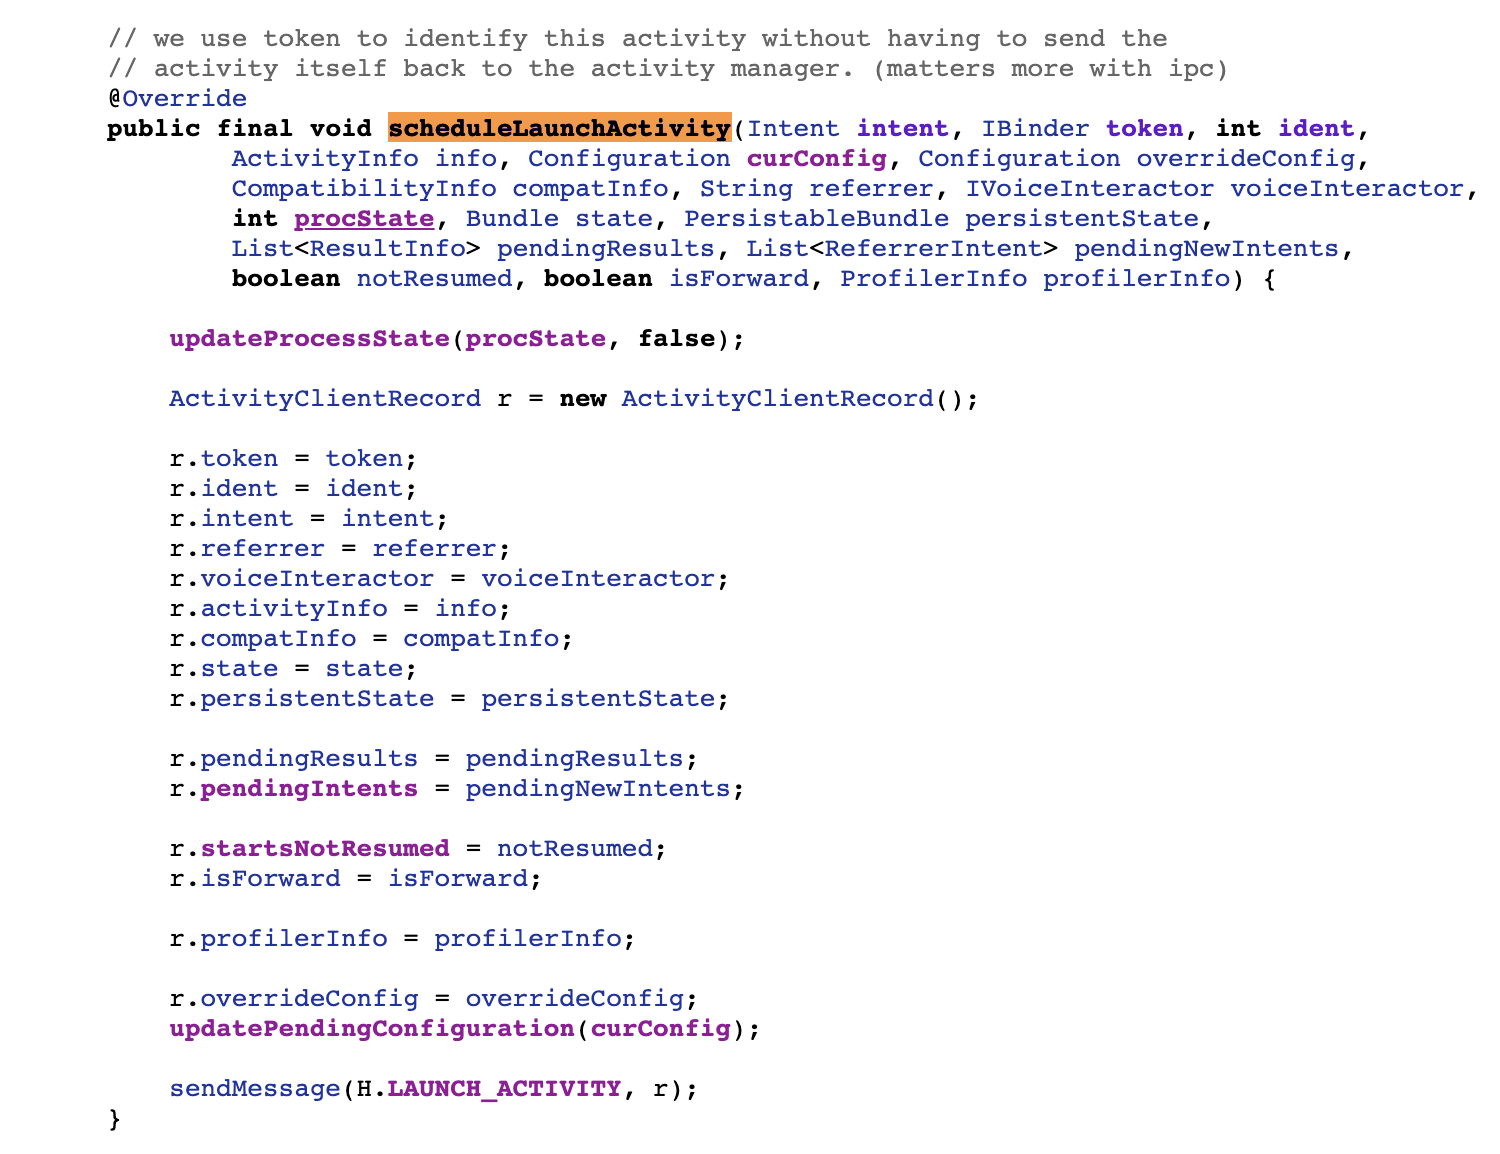 // we use token to identify this activity without having to send the
// activity itself back to the activity manager. (matters more with ipc)
@Override
public final void scheduleLaunchActivity(Intent intent, IBinder token, int ident,
        ActivityInfo info, Configuration curConfig, Configuration overrideConfig,
        CompatibilityInfo compatInfo, String referrer, IVoiceInteractor voiceInteractor,
        int procState, Bundle state, PersistableBundle persistentState,
        List<ResultInfo> pendingResults, List<ReferrerIntent> pendingNewIntents,
        boolean notResumed, boolean isForward, ProfilerInfo profilerInfo) {

    updateProcessState(procState, false);

    ActivityClientRecord r = new ActivityClientRecord();

    r.token = token;
    r.ident = ident;
    r.intent = intent;
    r.referrer = referrer;
    r.voiceInteractor = voiceInteractor;
    r.activityInfo = info;
    r.compatInfo = compatInfo;
    r.state = state;
    r.persistentState = persistentState;

    r.pendingResults = pendingResults;
    r.pendingIntents = pendingNewIntents;

    r.startsNotResumed = notResumed;
    r.isForward = isForward;

    r.profilerInfo = profilerInfo;

    r.overrideConfig = overrideConfig;
    updatePendingConfiguration(curConfig);

    sendMessage(H.LAUNCH_ACTIVITY, r);
}